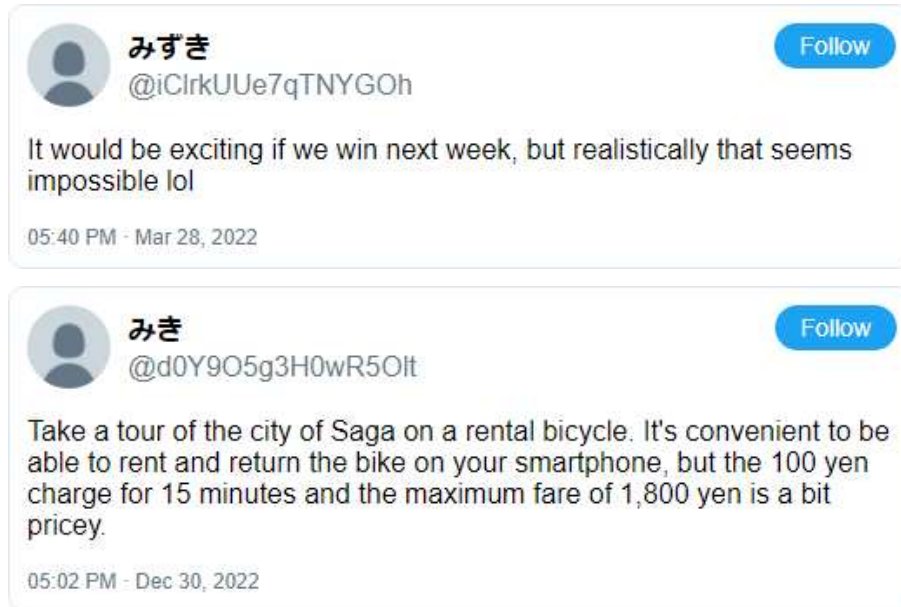 みずき
Follow
@iClrkUUe7qTNYGOh
It would be exciting if we win next week, but realistically that seems
impossible lol
05:40 PM · Mar 28, 2022
みき
Follow
@d0Y9O5g3H0wR5Olt
Take a tour of the city of Saga on a rental bicycle. It's convenient to be
able to rent and return the bike on your smartphone, but the 100 yen
charge for 15 minutes and the maximum fare of 1,800 yen is a bit
pricey.
05:02 PM · Dec 30, 2022